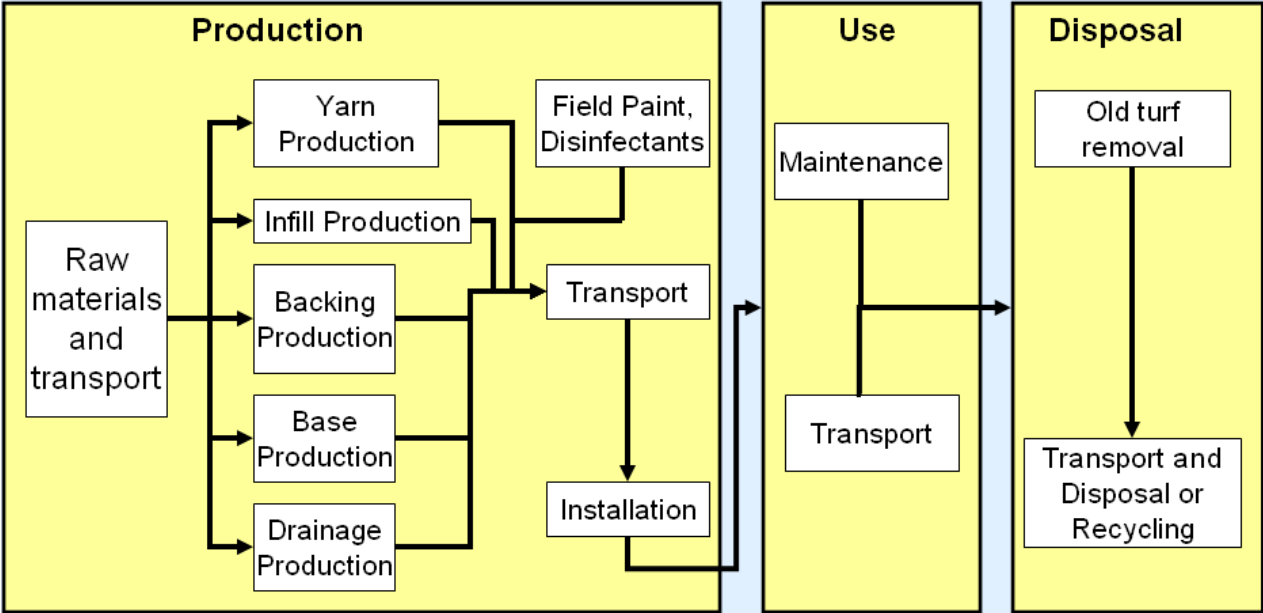 Production
Yarn
Production
Field Paint,
Disinfectants
Infill Production
Raw
materials
and
transport
Backing
Production
Transport
Base
Production
Installation
Drainage
Production
Use
Maintenance
Transport
Disposal
Old turf
removal
Transport and
Disposal or
Recycling